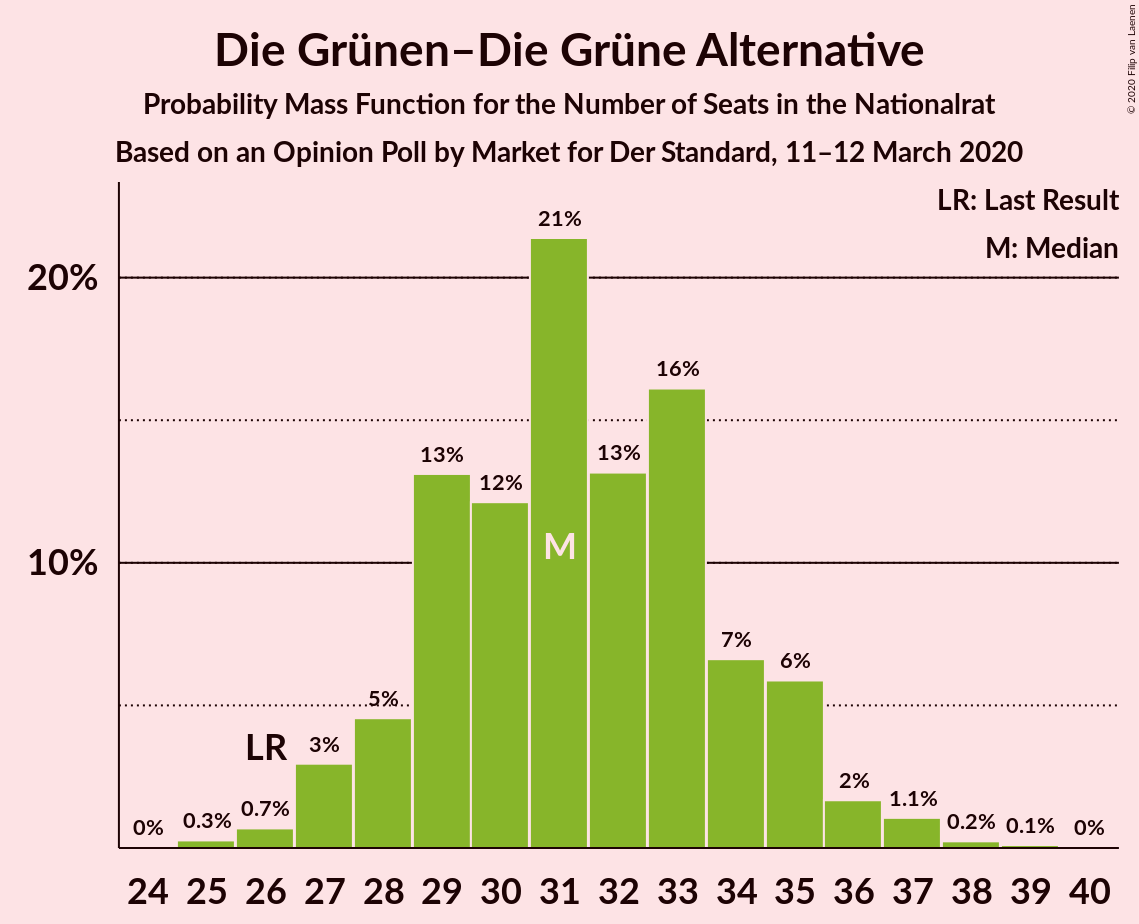 Die Grünen–Die Grüne Alternative
Probability Mass Function for the Number of Seats in the Nationalrat
Based on an Opinion Poll by Market for Der Standard, 11–12 March 2020
© 2020 Filip van Laenen
LR: Last Result
M: Median
21%
20%
16%
13%
13%
12%
M
10%
7%
6%
5%
LR
3%
2%
1.1%
0.7%
0.3%
0.2%
0.1%
0%
0%
24 25 26 27 28 29 30 31 32 33 34 35 36 37 38 39 40